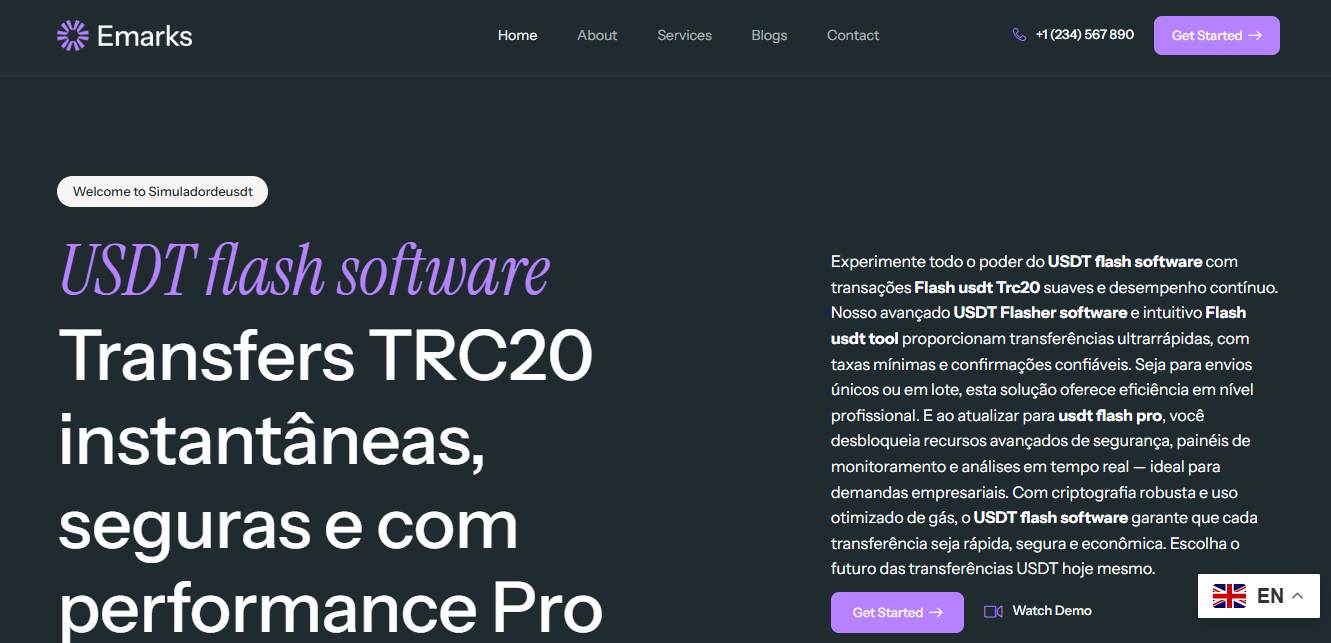 Emarks
Home
About
Services
Blogs
Contact
+1 (234) 567 890
Get Started →
Welcome to Simuladordeusdt
USDT flash software
Transfers TRC20
instantâneas,
seguras e com
performance Pro
Experimente todo o poder do USDT flash software com
transações Flash usdt Trc20 suaves e desempenho contínuo.
Nosso avançado USDT Flasher software e intuitivo Flash
usdt tool proporcionam transferências ultrarrápidas, com
taxas mínimas e confirmações confiáveis. Seja para envios
únicos ou em lote, esta solução oferece eficiência em nível
profissional. E ao atualizar para usdt flash pro, você
desbloqueia recursos avançados de segurança, painéis de
monitoramento e análises em tempo real — ideal para
demandas empresariais. Com criptografia robusta e uso
otimizado de gás, o USDT flash software garante que cada
transferência seja rápida, segura e econômica. Escolha o
futuro das transferências USDT hoje mesmo.
Get Started →
Watch Demo
EN